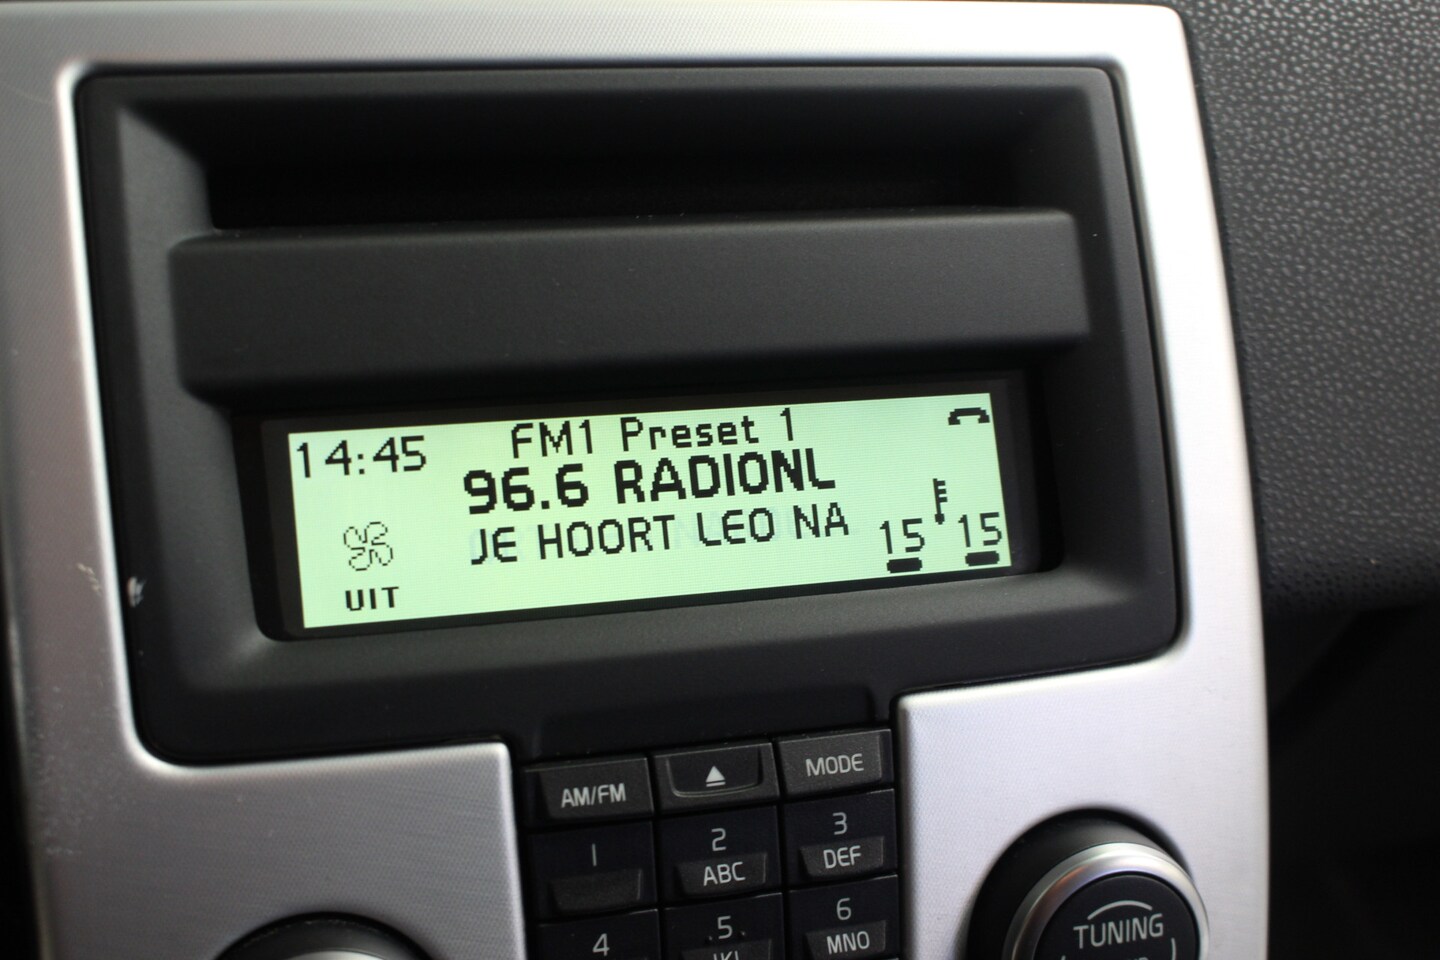 14:45
FM1 Preset 1
96.6 RADIONL
JE HOORT LEO NA
15 15
UIT
AM/FM
MODE
1
2
ABC
3
DEF
4
5
6
MNO
TUNING